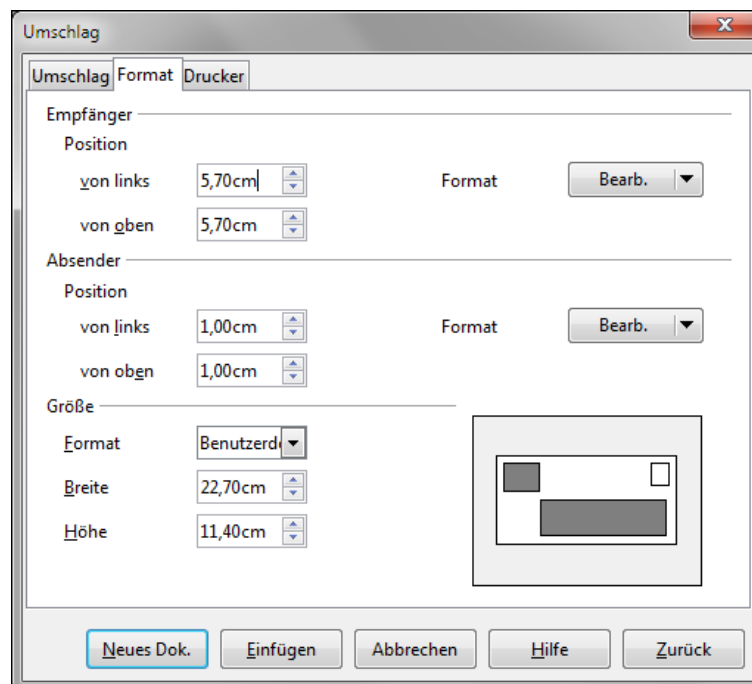 Umschlag
Umschlag Format Drucker
Empfänger
Position
von links 5,70cm Format Bearb.
von oben 5,70cm
Absender
Position
von links 1,00cm Format Bearb.
von oben 1,00cm
Größe
Format Benutzerd
Breite 22,70cm
Höhe 11,40cm
Neues Dok. Einfügen Abbrechen Hilfe Zurück